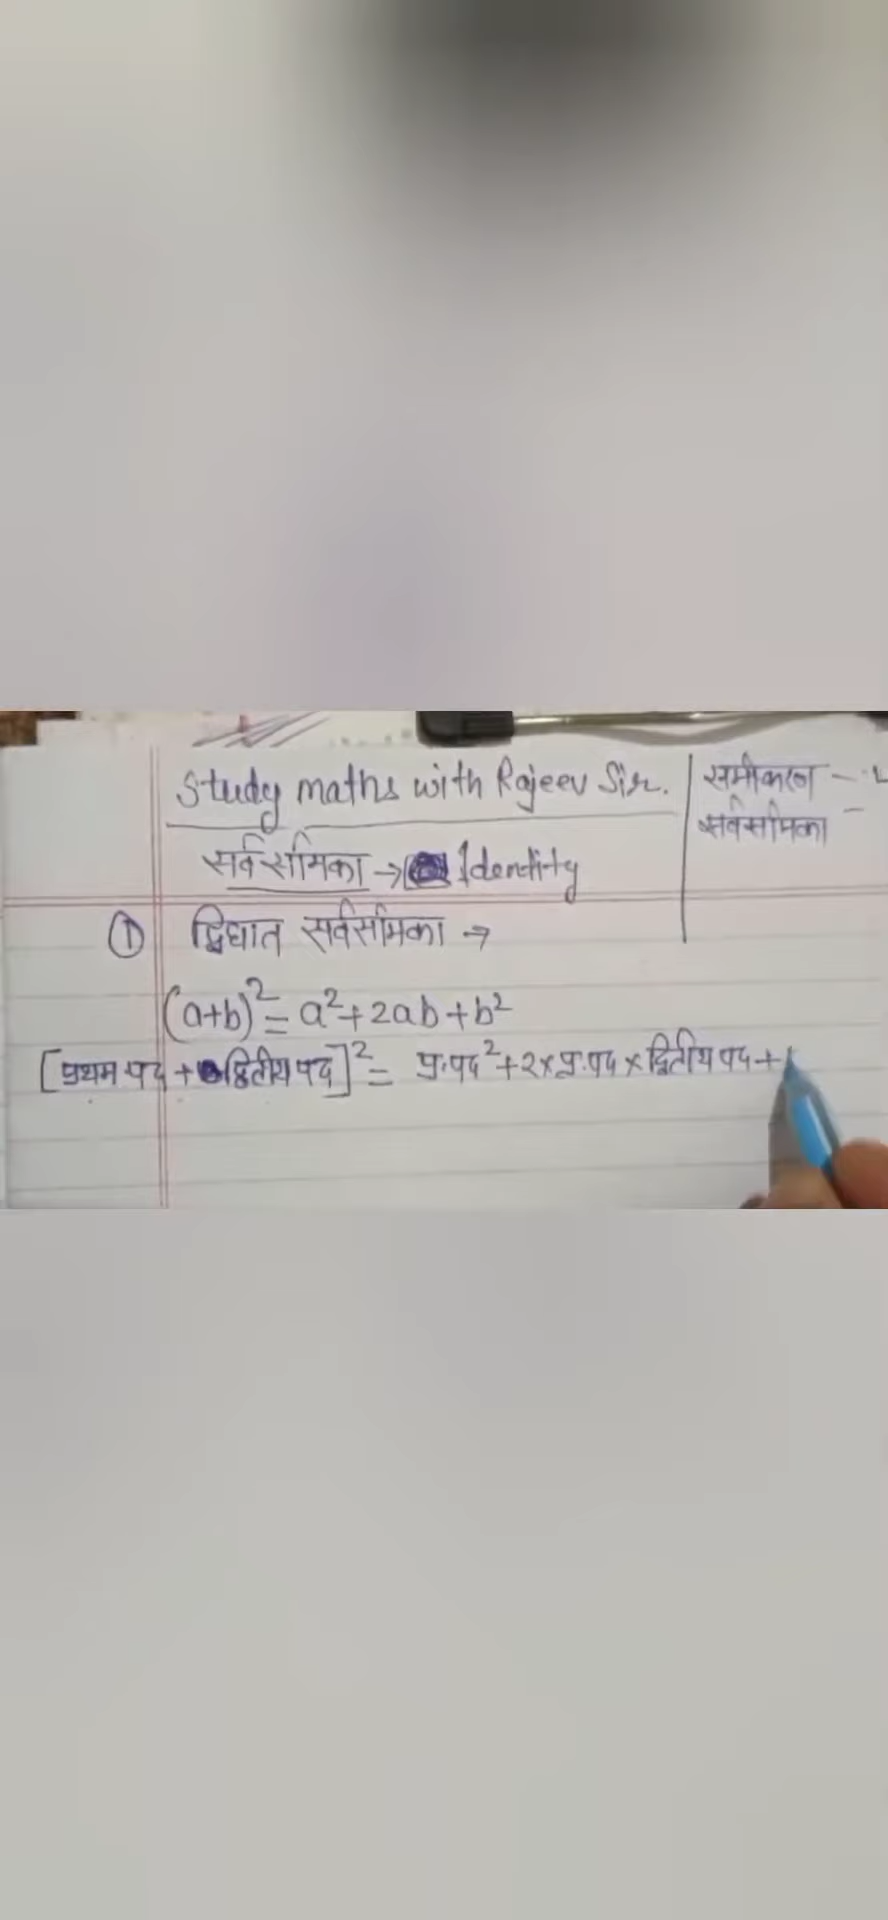 Study maths with Rajeev Sir.
सर्वसमिका → Identity
समीकरण –
सर्वसमिका –
① द्विघात सर्वसमिका →
(a+b)² = a² + 2ab + b²
[प्रथम पद + द्वितीय पद]² = प्र. पद² + 2 × प्र. पद × द्वितीय पद +